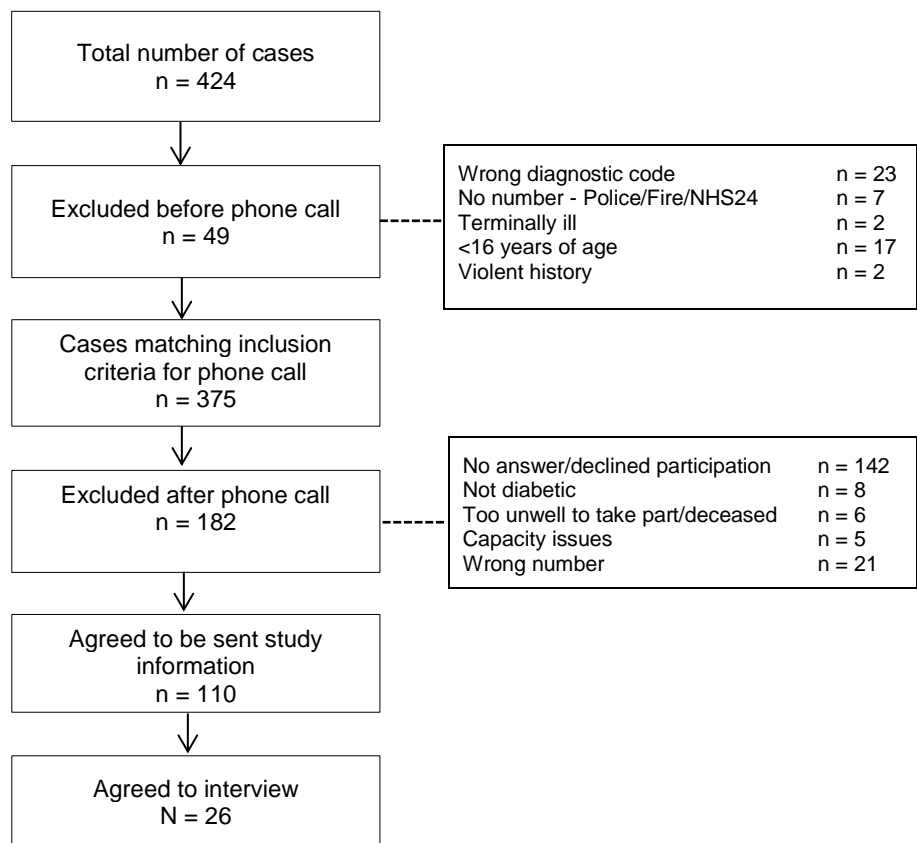 Total number of cases
n = 424
Excluded before phone call
n = 49
Wrong diagnostic code n = 23
No number - Police/Fire/NHS24 n = 7
Terminally ill n = 2
<16 years of age n = 17
Violent history n = 2
Cases matching inclusion
criteria for phone call
n = 375
Excluded after phone call
n = 182
No answer/declined participation n = 142
Not diabetic n = 8
Too unwell to take part/deceased n = 6
Capacity issues n = 5
Wrong number n = 21
Agreed to be sent study
information
n = 110
Agreed to interview
N = 26